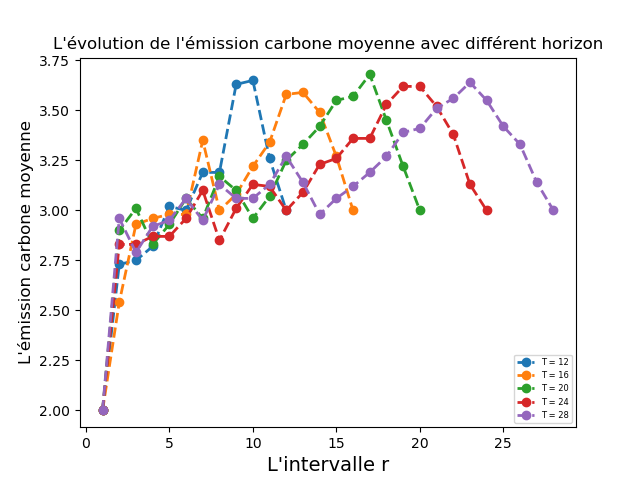 L'évolution de l'émission carbone moyenne avec différent horizon
L'émission carbone moyenne
3.75
3.50
3.25
3.00
2.75
2.50
2.25
2.00
0 5 10 15 20 25
L'intervalle r
T = 12
T = 16
T = 20
T = 24
T = 28